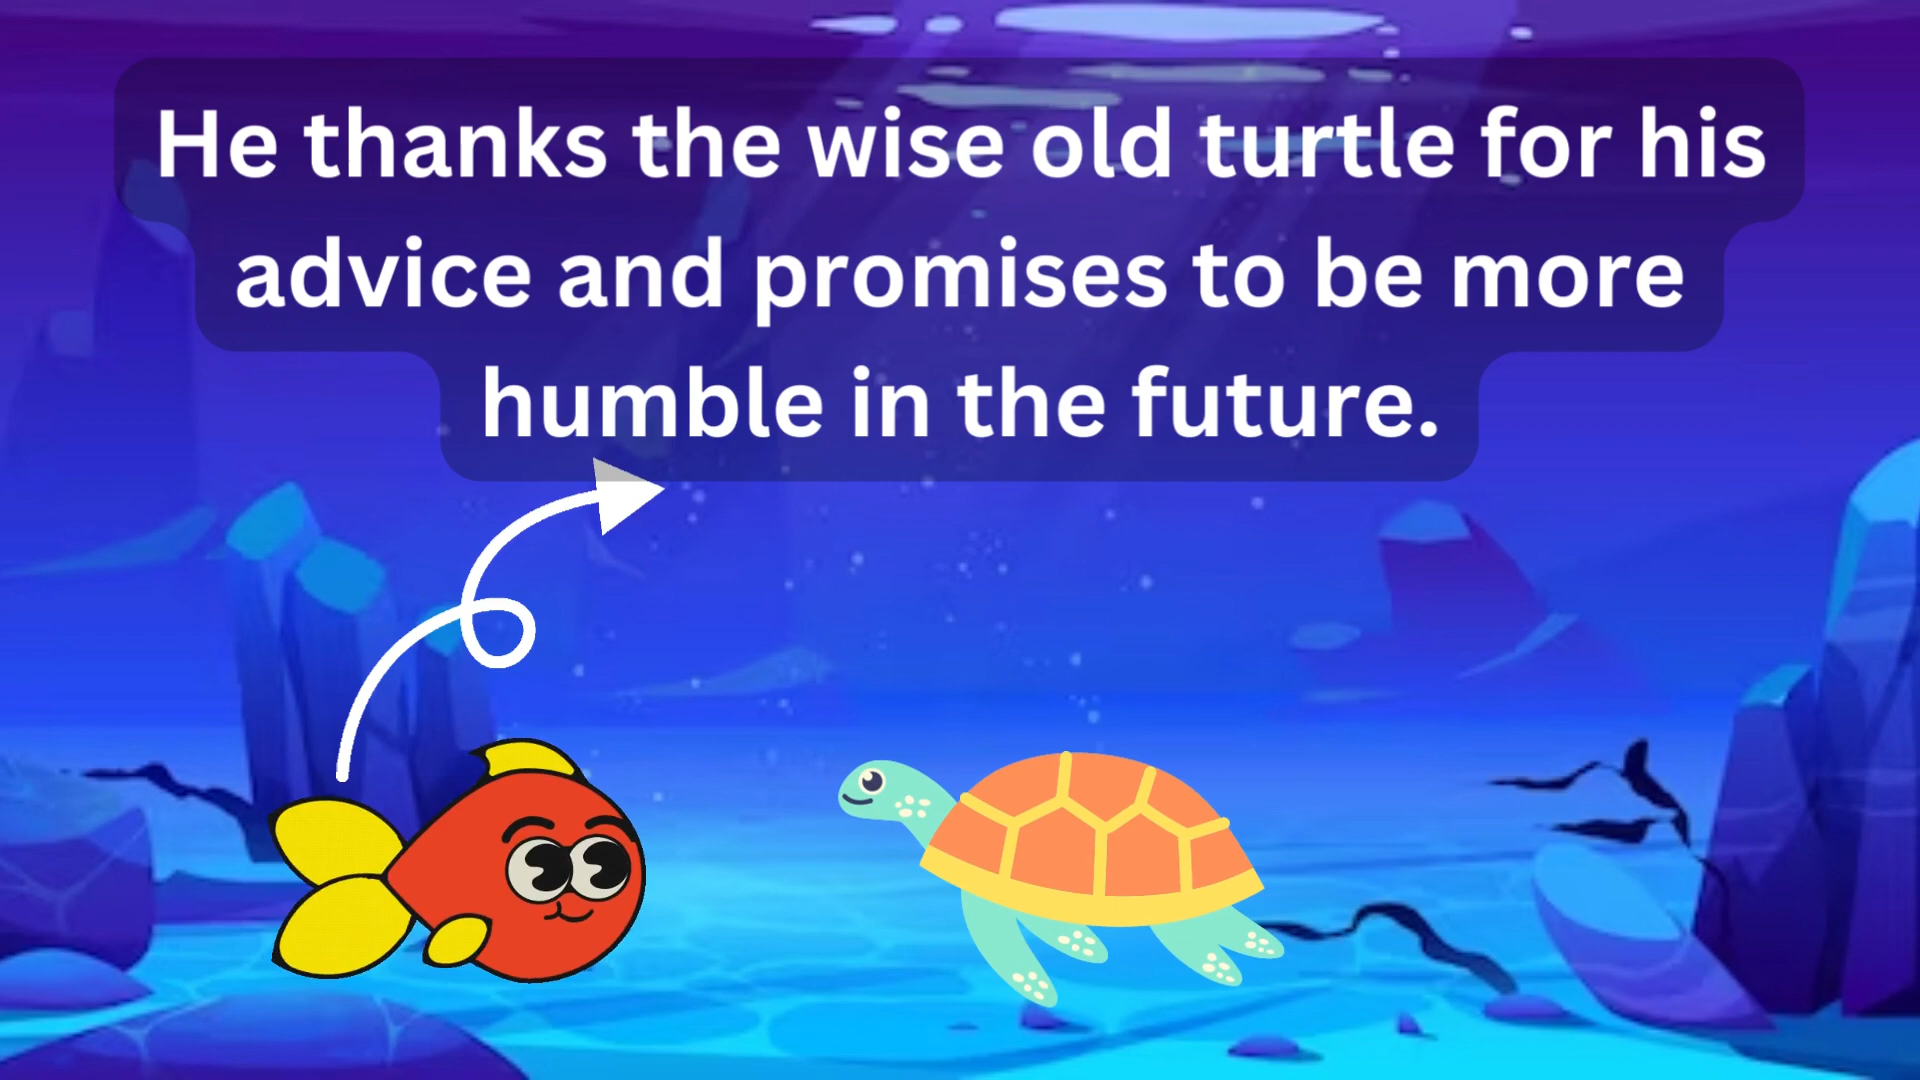 He thanks the wise old turtle for his
advice and promises to be more
humble in the future.